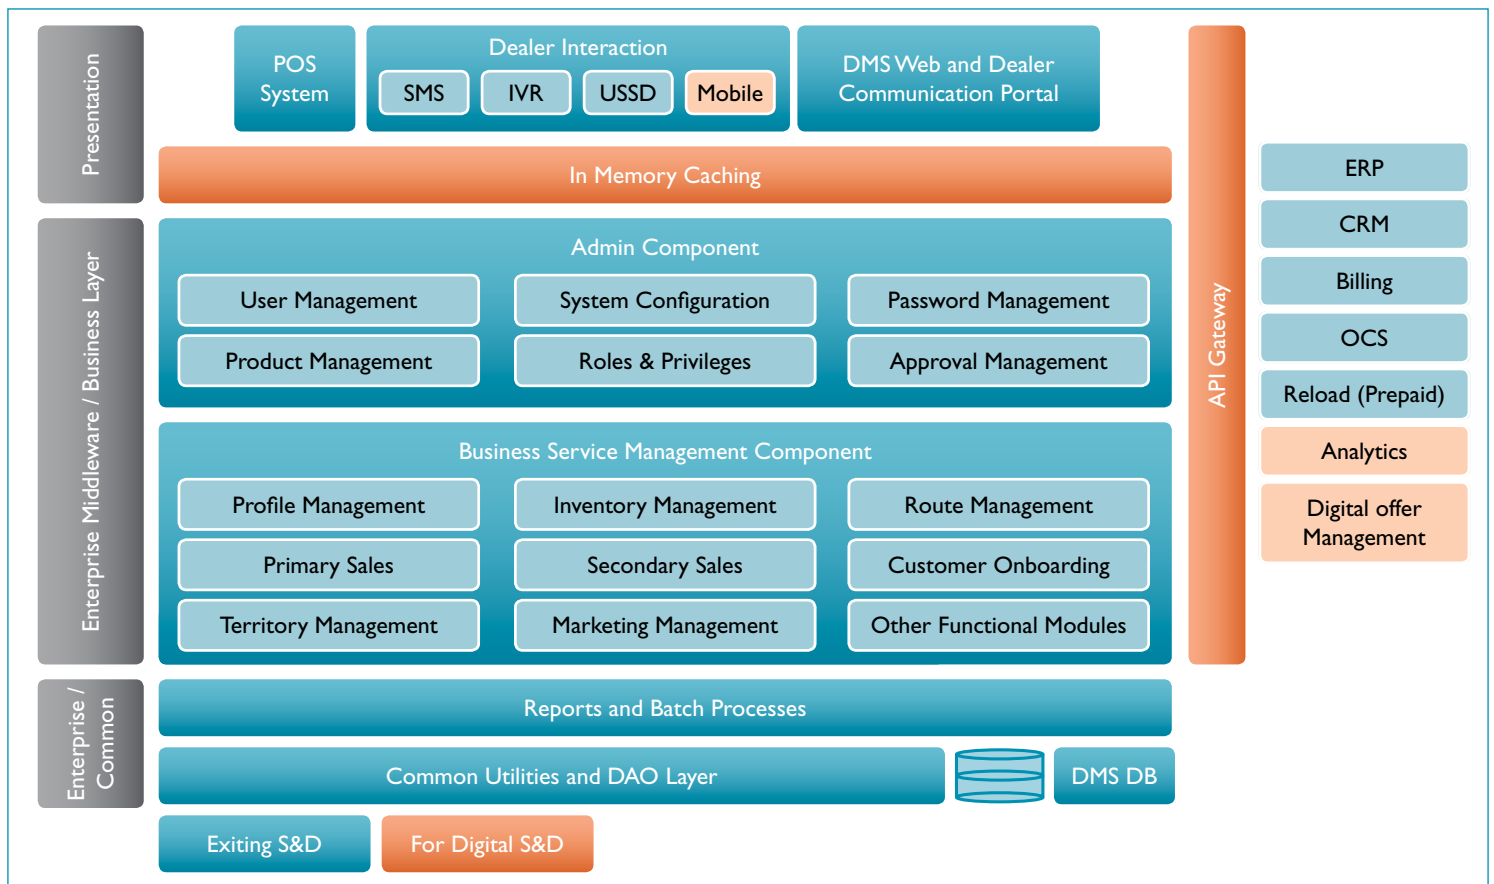 Presentation
POS
System
Dealer Interaction
SMS
IVR
USSD
Mobile
DMS Web and Dealer
Communication Portal
In Memory Caching
Enterprise Middleware / Business Layer
Admin Component
User Management
System Configuration
Password Management
Product Management
Roles & Privileges
Approval Management
Business Service Management Component
Profile Management
Inventory Management
Route Management
Primary Sales
Secondary Sales
Customer Onboarding
Territory Management
Marketing Management
Other Functional Modules
API Gateway
ERP
CRM
Billing
OCS
Reload (Prepaid)
Analytics
Digital offer
Management
Enterprise /
Common
Reports and Batch Processes
Common Utilities and DAO Layer
DMS DB
Exiting S&D
For Digital S&D